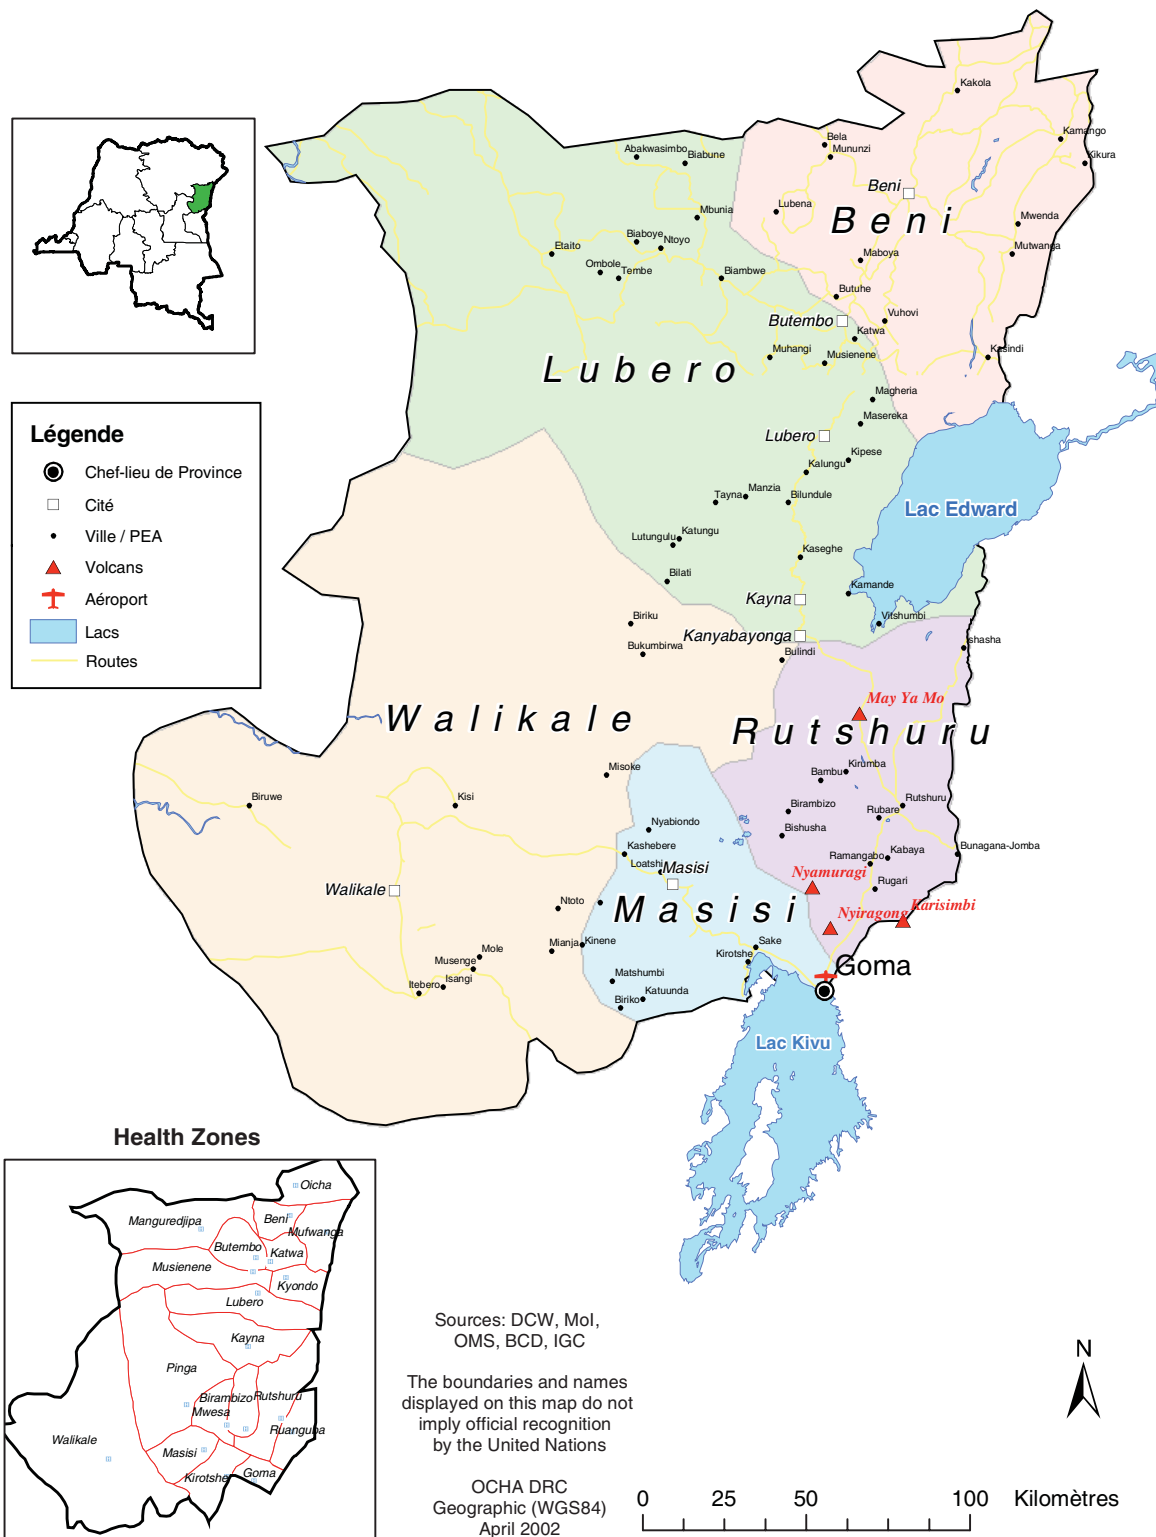 Kakola
Kamango
Kikura
Bela
Mununzi
Abakwasimbo
Biabune
Beni
Lubena
Mbunia
Beni
Mwenda
Mutwanga
Biaboye
Ntoyo
Etaito
Maboya
Ombole
Tembe
Biambwe
Butuhe
Butembo
Vuhovi
Katwa
Muhangi
Musienene
Kasindi
Lubero
Magheria
Masereka
Lubero
Kipese
Kalungu
Manzia
Tayna
Bilundule
Lac Edward
Katungu
Lutungulu
Kaseghe
Bilati
Kamande
Kayna
Biriku
Vitshumbi
Kanyabayonga
Bukumbirwa
Bulindi
Ishasha
May Ya Mo
Walikale
Rutshuru
Misoke
Kirumba
Bambu
Biruwe
Kisi
Birambizo
Rutshuru
Rubare
Nyabiondo
Bishusha
Kashebere
Bunagana-Jomba
Loatshi
Masisi
Ramangabo
Kabaya
Nyamuragi
Rugari
Walikale
Ntoto
Masisi
Nyiragong
Karisimbi
Mianja
Kinene
Sake
Kirotshe
Mole
Musenge
Goma
Matshumbi
Isangi
Itebero
Katuunda
Biriko
Lac Kivu
Légende
Chef-lieu de Province
Cité
Ville / PEA
Volcans
Aéroport
Lacs
Routes
Health Zones
Oicha
Manguredjipa
Beni
Mufwanga
Butembo
Katwa
Musienene
Kyondo
Lubero
Kayna
Pinga
Birambizo
Rutshuru
Mwesa
Ruanguba
Walikale
Masisi
Kirotshe
Goma
Sources: DCW, MoI,
OMS, BCD, IGC
The boundaries and names
displayed on this map do not
imply official recognition
by the United Nations
OCHA DRC
Geographic (WGS84)
April 2002
N
0 25 50 100 Kilomètres